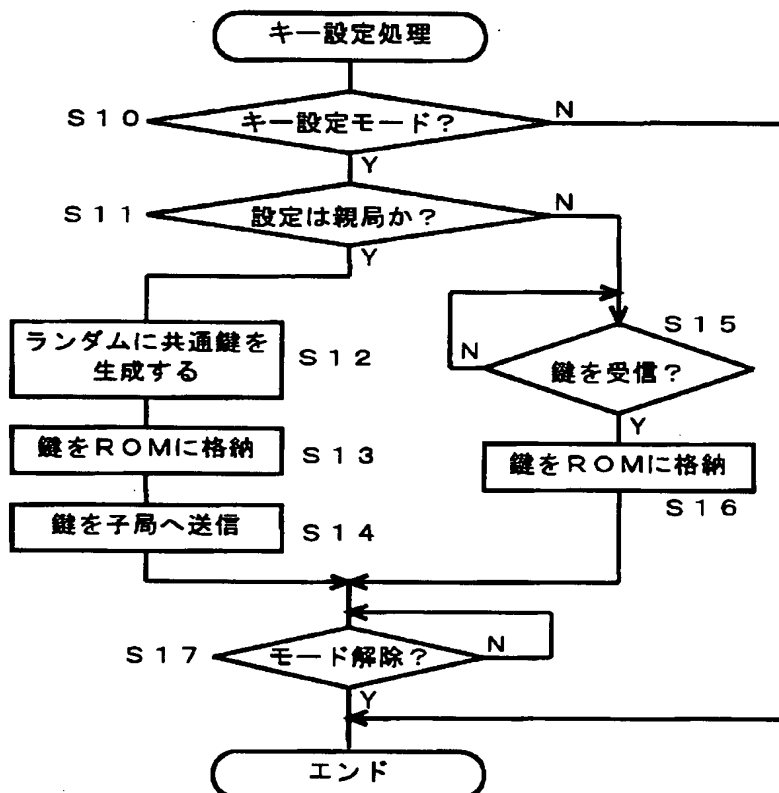 キー設定処理
S10
キー設定モード?
N
Y
S11
設定は親局か?
N
Y
ランダムに共通鍵を
生成する
S12
鍵をROMに格納
S13
鍵を子局へ送信
S14
S15
鍵を受信?
N
Y
鍵をROMに格納
S16
S17
モード解除?
N
Y
エンド